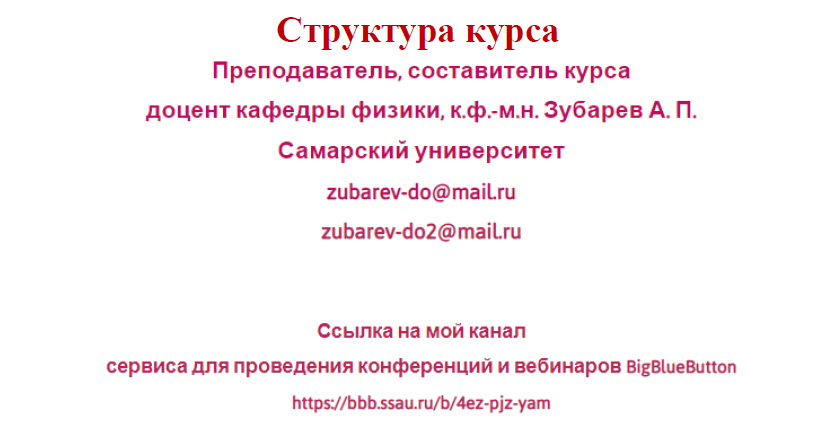 Структура курса
Преподаватель, составитель курса
доцент кафедры физики, к.ф.-м.н. Зубарев А. П.
Самарский университет
zubarev-do@mail.ru
zubarev-do2@mail.ru
Ссылка на мой канал
сервиса для проведения конференций и вебинаров BigBlueButton
https://bbb.ssau.ru/b/4ez-pjz-yam